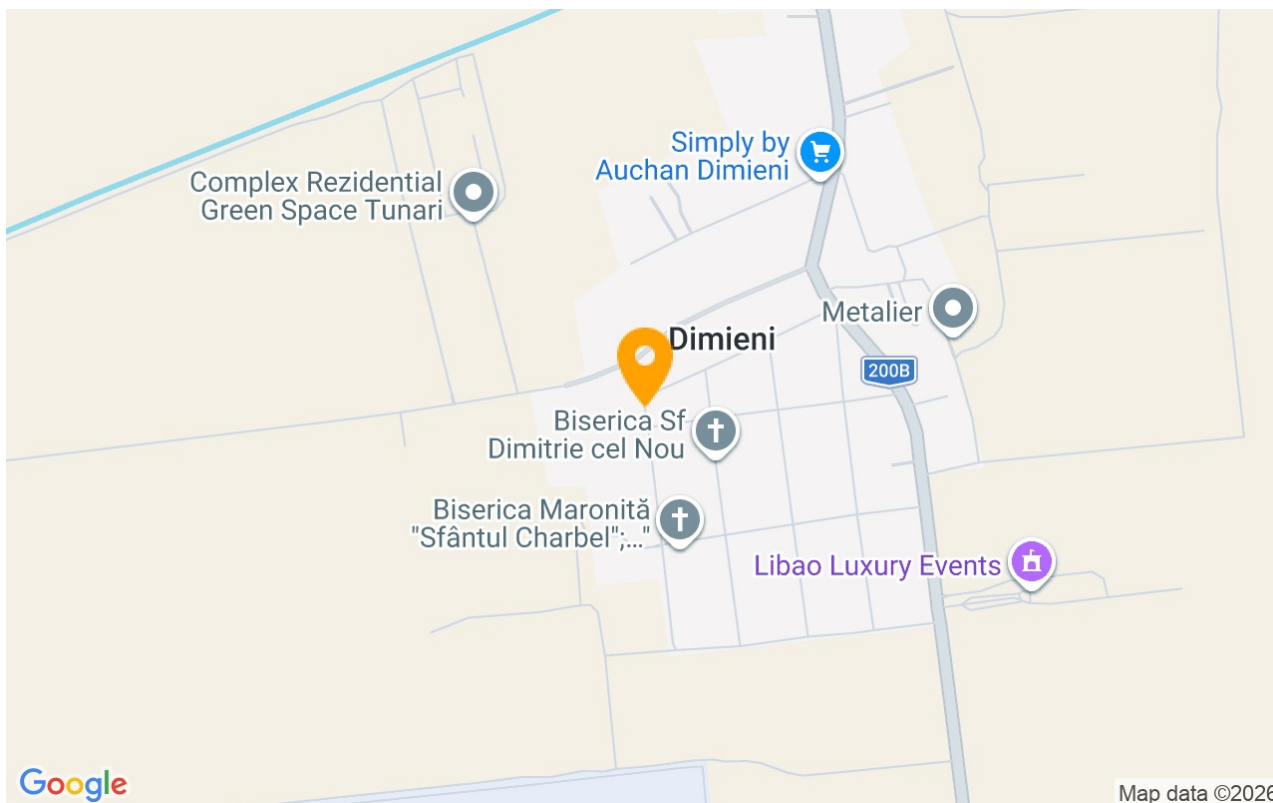 Simply by
Auchan Dimieni
Complex Rezidential
Green Space Tunari
Metalier
Dimieni
200B
Biserica Sf
Dimitrie cel Nou
Biserica Maronită
"Sfântul Charbel";..."
Libao Luxury Events
Google
Map data ©2026